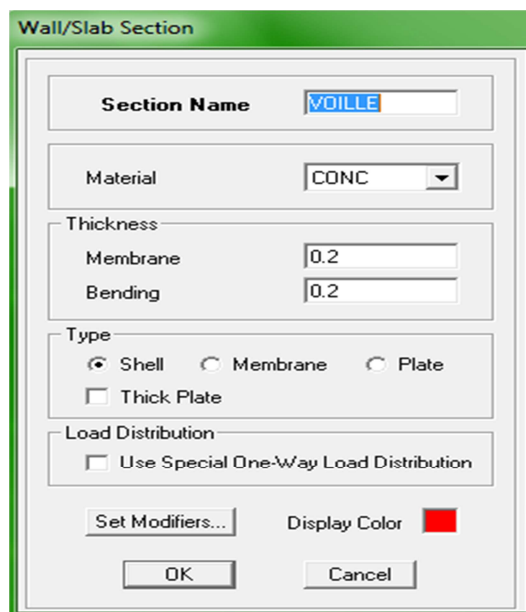 Wall/Slab Section
Section Name VOILLE
Material CONC
Thickness
Membrane 0.2
Bending 0.2
Type
Shell Membrane Plate
Thick Plate
Load Distribution
Use Special One-Way Load Distribution
Set Modifiers... Display Color
OK Cancel